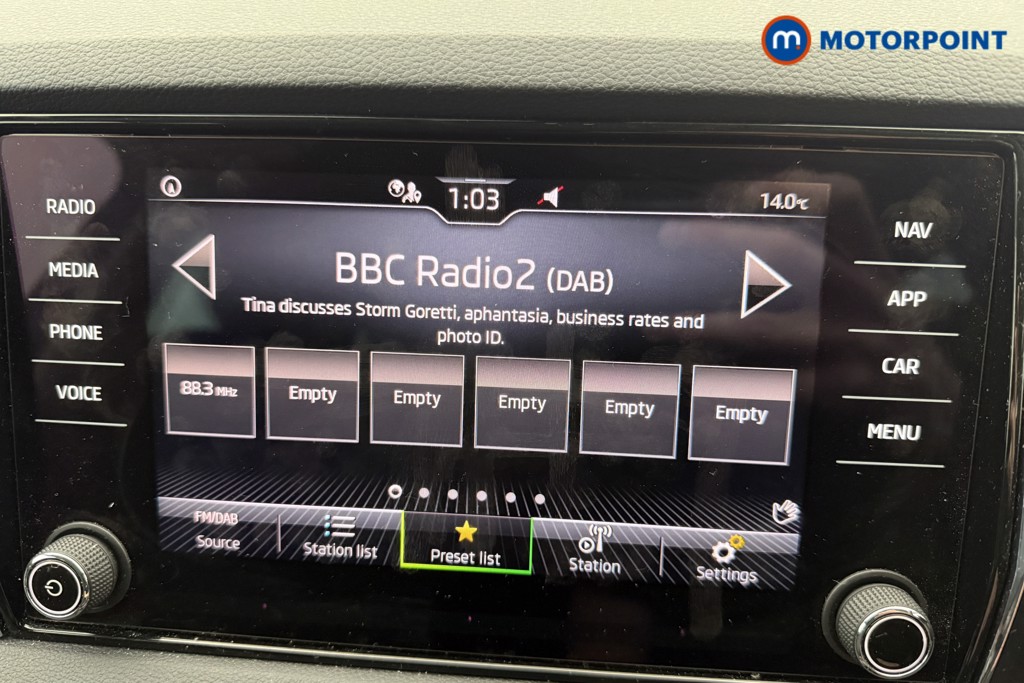 m MOTORPOINT
1:03
14.0°C
RADIO
MEDIA
PHONE
VOICE
NAV
APP
CAR
MENU
BBC Radio2 (DAB)
Tina discusses Storm Goretti, aphantasia, business rates and
photo ID.
88.3 MHz
Empty
Empty
Empty
Empty
Empty
FM/DAB
Source
Station list
Preset list
Station
Settings